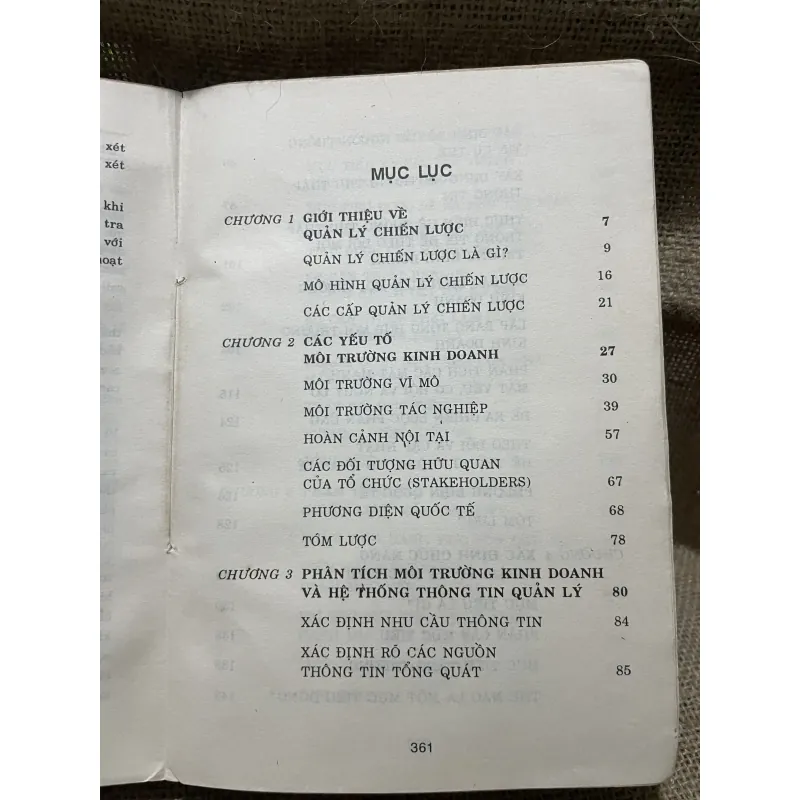 xét
xét
khi
tra
với
hoạt
MỤC LỤC
CHƯƠNG 1 GIỚI THIỆU VỀ
QUẢN LÝ CHIẾN LƯỢC 7
QUẢN LÝ CHIẾN LƯỢC LÀ GÌ? 9
MÔ HÌNH QUẢN LÝ CHIẾN LƯỢC 16
CÁC CẤP QUẢN LÝ CHIẾN LƯỢC 21
CHƯƠNG 2 CÁC YẾU TỐ
MÔI TRƯỜNG KINH DOANH 27
MÔI TRƯỜNG VĨ MÔ 30
MÔI TRƯỜNG TÁC NGHIỆP 39
HOÀN CẢNH NỘI TẠI 57
CÁC ĐỐI TƯỢNG HỮU QUAN
CỦA TỔ CHỨC (STAKEHOLDERS) 67
PHƯƠNG DIỆN QUỐC TẾ 68
TÓM LƯỢC 78
CHƯƠNG 3 PHÂN TÍCH MÔI TRƯỜNG KINH DOANH
VÀ HỆ THỐNG THÔNG TIN QUẢN LÝ 80
XÁC ĐỊNH NHU CẦU THÔNG TIN 84
XÁC ĐỊNH RÕ CÁC NGUỒN
THÔNG TIN TỔNG QUÁT 85
361